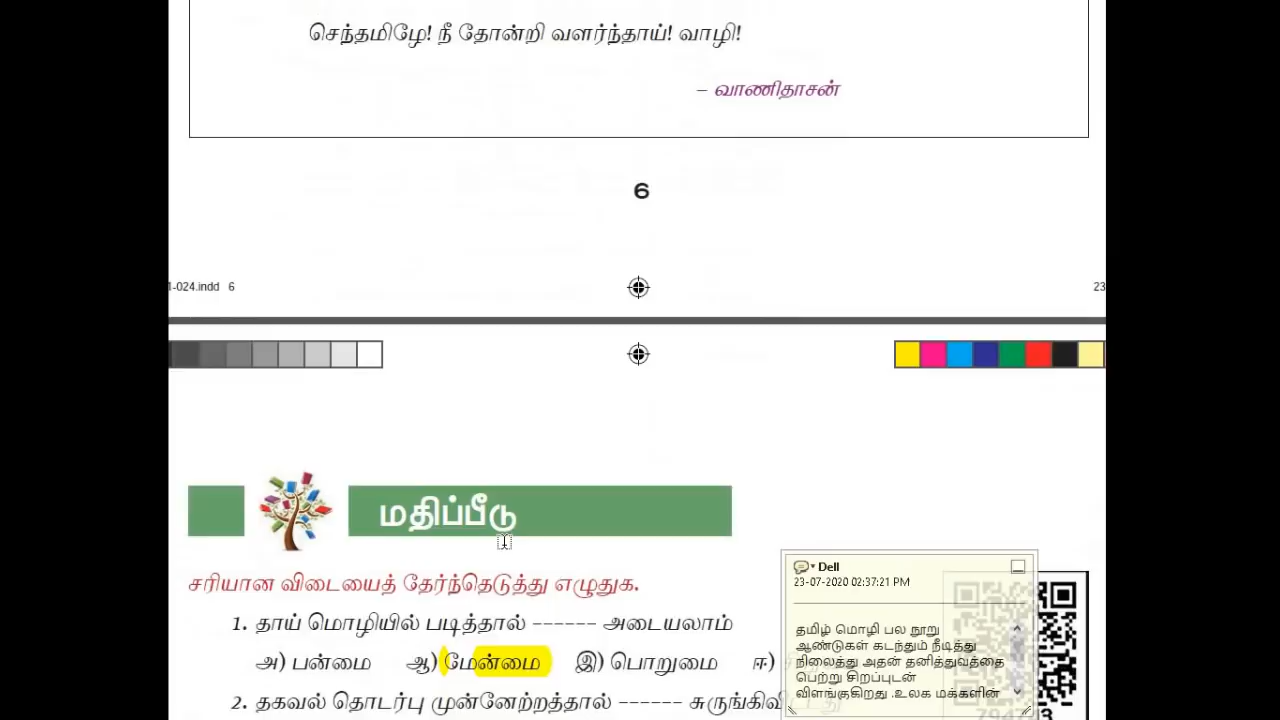 செந்தமிழே! நீ தோன்றி வளர்ந்தாய்! வாழி!
– வாணிதாசன்
6
1-024.indd 6
23
மதிப்பீடு
சரியான விடையைத் தேர்ந்தெடுத்து எழுதுக.
1. தாய் மொழியில் படித்தால் ------ அடையலாம்
அ) பன்மை ஆ) மேன்மை இ) பொறுமை ஈ)
2. தகவல் தொடர்பு முன்னேற்றத்தால் ------
Dell
23-07-2020 02:37:21 PM
தமிழ் மொழி பல நூறு
ஆண்டுகள் கடந்தும் நீடித்து
நிலைத்து அதன் தனித்துவத்தை
பெற்று சிறப்புடன்
விளங்குகிறது .உலக மக்களின்